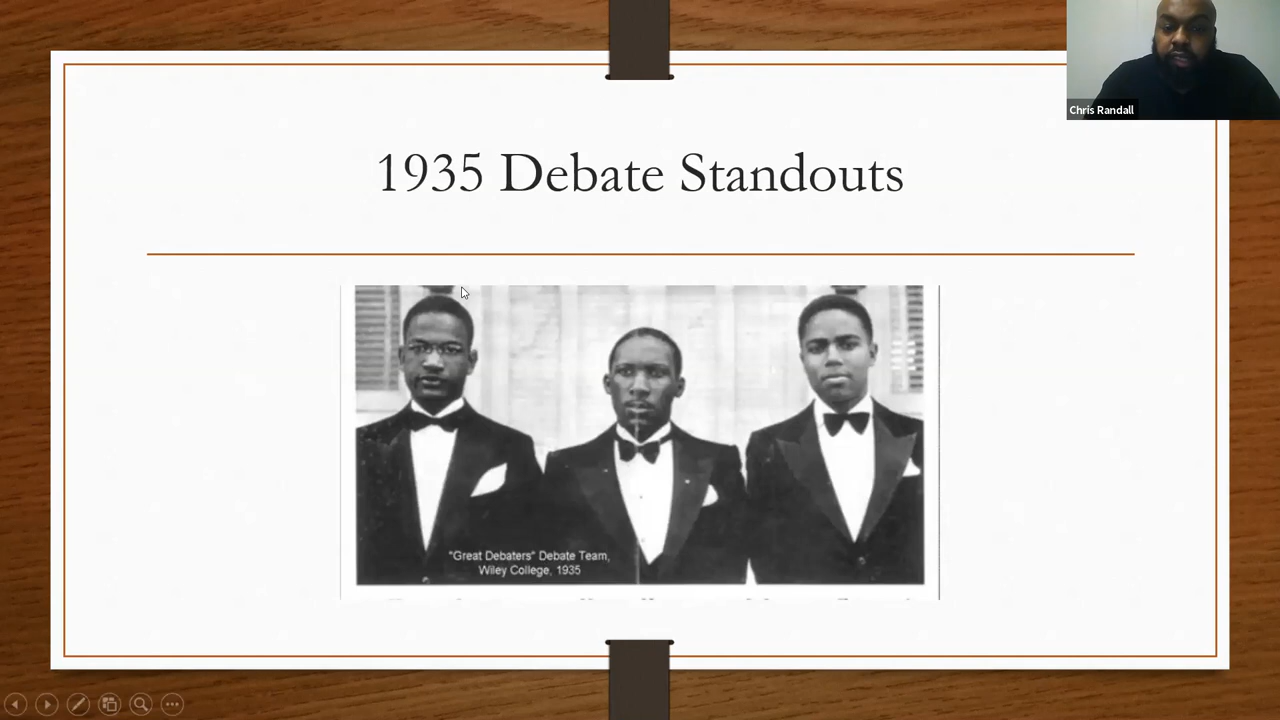 Chris Randall
1935 Debate Standouts
"Great Debaters" Debate Team,
Wiley College, 1935